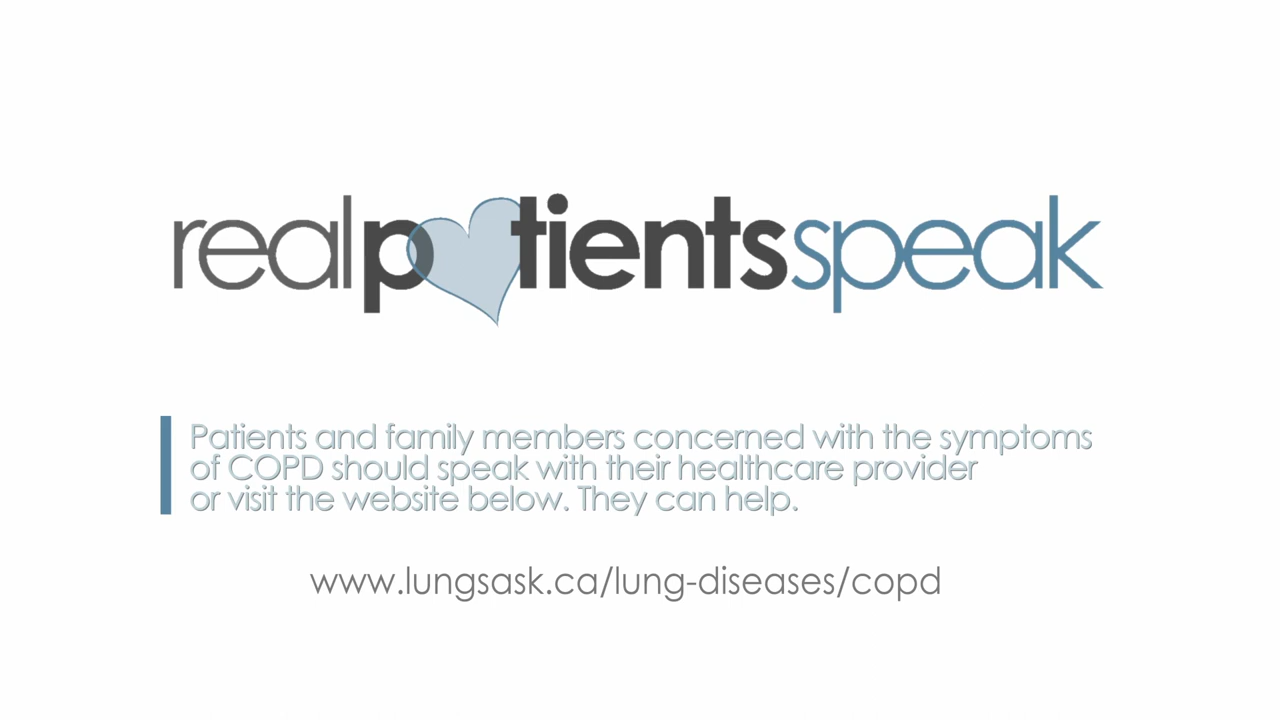 realpatientsspeak
Patients and family members concerned with the symptoms
of COPD should speak with their healthcare provider
or visit the website below. They can help.
www.lungsask.ca/lung-diseases/copd